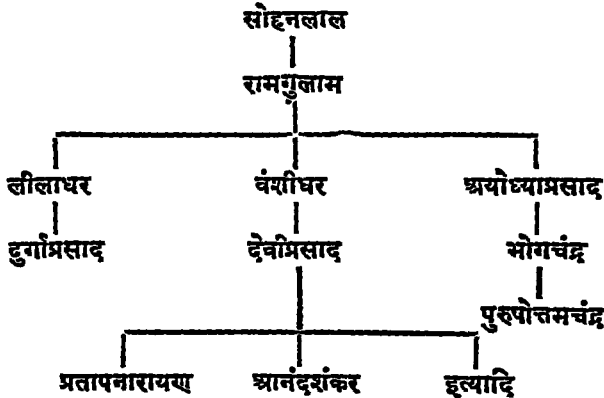 सोहनलाल
रामगुलाम
लीलाधर वंशीधर अयोध्याप्रसाद
दुर्गाप्रसाद देवीप्रसाद भोगचंद्र
पुरुषोत्तमचंद्र
प्रतापनारायण आनंदशंकर इत्यादि